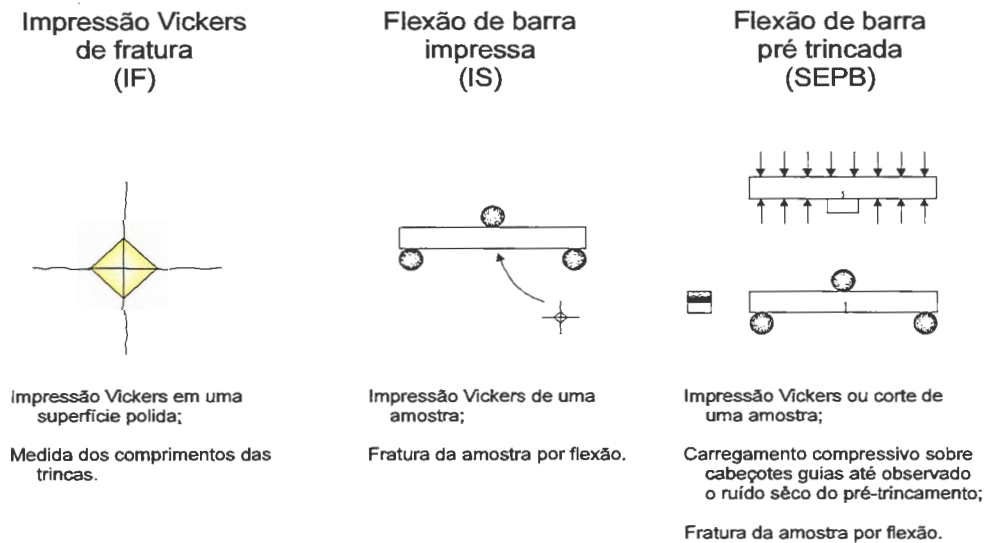 Impressão Vickers
de fratura
(IF)
Flexão de barra
impressa
(IS)
Flexão de barra
pré trincada
(SEPB)
Impressão Vickers em uma
superfície polida;
Medida dos comprimentos das
trincas.
Impressão Vickers de uma
amostra;
Fratura da amostra por flexão.
Impressão Vickers ou corte de
uma amostra;
Carregamento compressivo sobre
cabeçotes guias até observado
o ruído sêco do pré-trincamento;
Fratura da amostra por flexão.